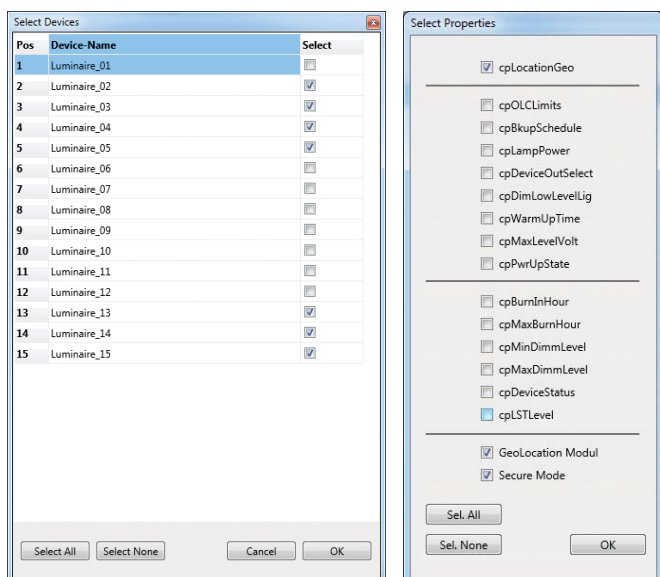 Select Devices
Pos Device-Name Select
1 Luminaire_01
2 Luminaire_02
3 Luminaire_03
4 Luminaire_04
5 Luminaire_05
6 Luminaire_06
7 Luminaire_07
8 Luminaire_08
9 Luminaire_09
10 Luminaire_10
11 Luminaire_11
12 Luminaire_12
13 Luminaire_13
14 Luminaire_14
15 Luminaire_15
Select All Select None Cancel OK
Select Properties
cpLocationGeo
cpOLCLimits
cpBkupSchedule
cpLampPower
cpDeviceOutSelect
cpDimLowLevelLig
cpWarmUpTime
cpMaxLevelVolt
cpPwrUpState
cpBurnInHour
cpMaxBurnHour
cpMinDimmLevel
cpMaxDimmLevel
cpDeviceStatus
cpLSTLevel
GeoLocation Modul
Secure Mode
Sel. All
Sel. None OK